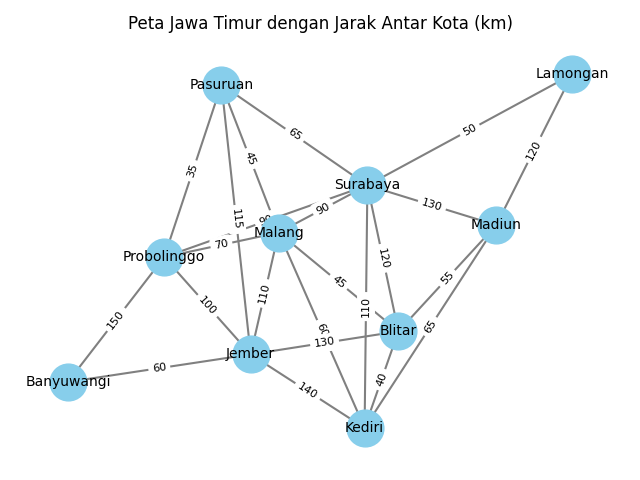 Peta Jawa Timur dengan Jarak Antar Kota (km)
Lamongan
Pasuruan
50
65
120
45
35
Surabaya
90
130
115
90
Madiun
Malang
70
Probolinggo
120
55
45
110
100
110
150
65
60
Blitar
130
Jember
60
40
Banyuwangi
140
Kediri